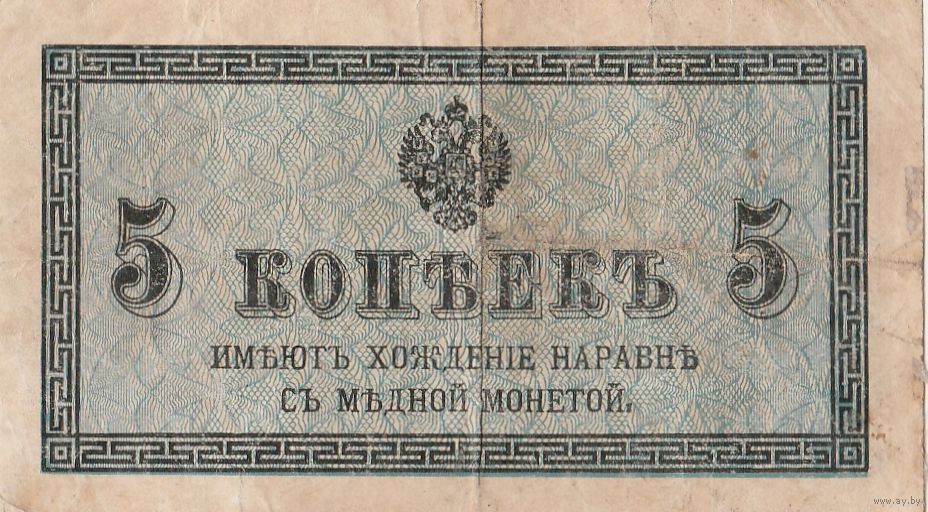 5 КОПѢЕКЪ 5
ИМѢЮТЪ ХОЖДЕНІЕ НАРАВНѢ
СЪ МѢДНОЙ МОНЕТОЙ.
www.ay.by